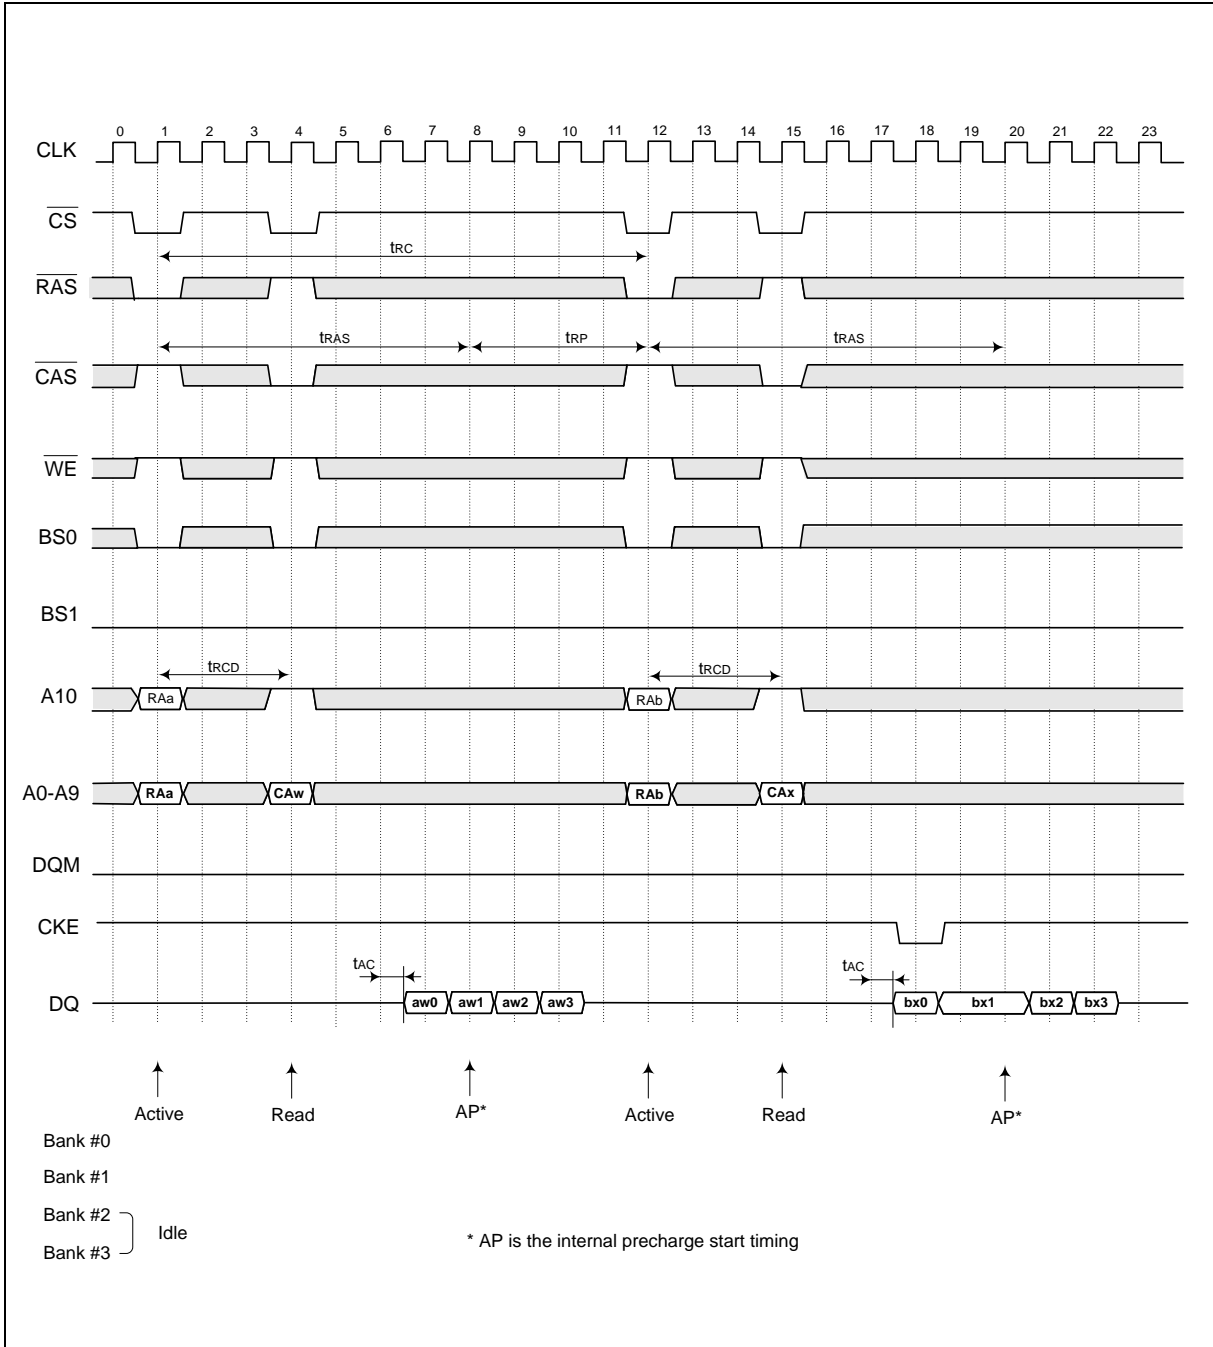 0 1 2 3 4 5 6 7 8 9 10 11 12 13 14 15 16 17 18 19 20 21 22 23
CLK
CS
tRC
RAS
tRAS tRP tRAS
CAS
WE
BS0
BS1
tRCD tRCD
A10 RAa RAb
A0-A9 RAa CAw RAb CAx
DQM
CKE
tAC tAC
DQ aw0 aw1 aw2 aw3 bx0 bx1 bx2 bx3
Active Read AP* Active Read AP*
Bank #0
Bank #1
Bank #2
Idle
Bank #3
* AP is the internal precharge start timing